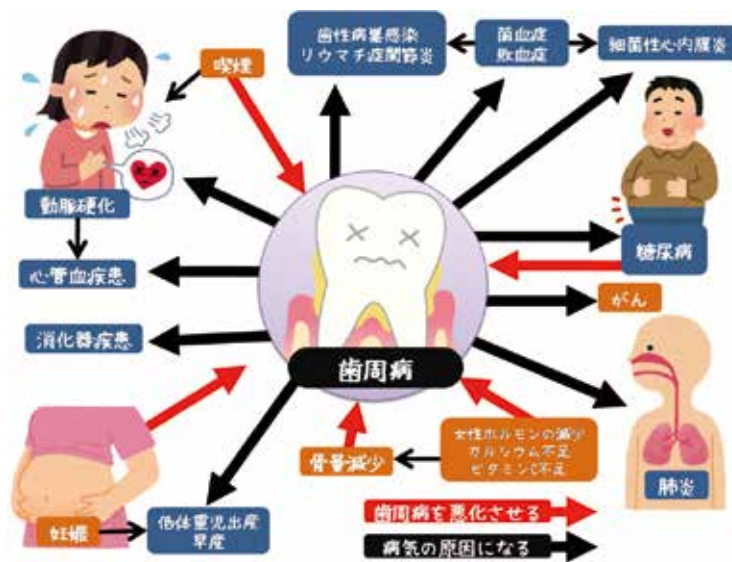 喫煙
歯性病巣感染
リウマチ症関節炎
菌血症
敗血症
細菌性心内膜炎
動脈硬化
糖尿病
心管血疾患
がん
消化器疾患
歯周病
女性ホルモンの減少
カルシウム不足
ビタミンC不足
骨量減少
肺炎
妊娠
低体重児出産
早産
歯周病を悪化させる
病気の原因になる